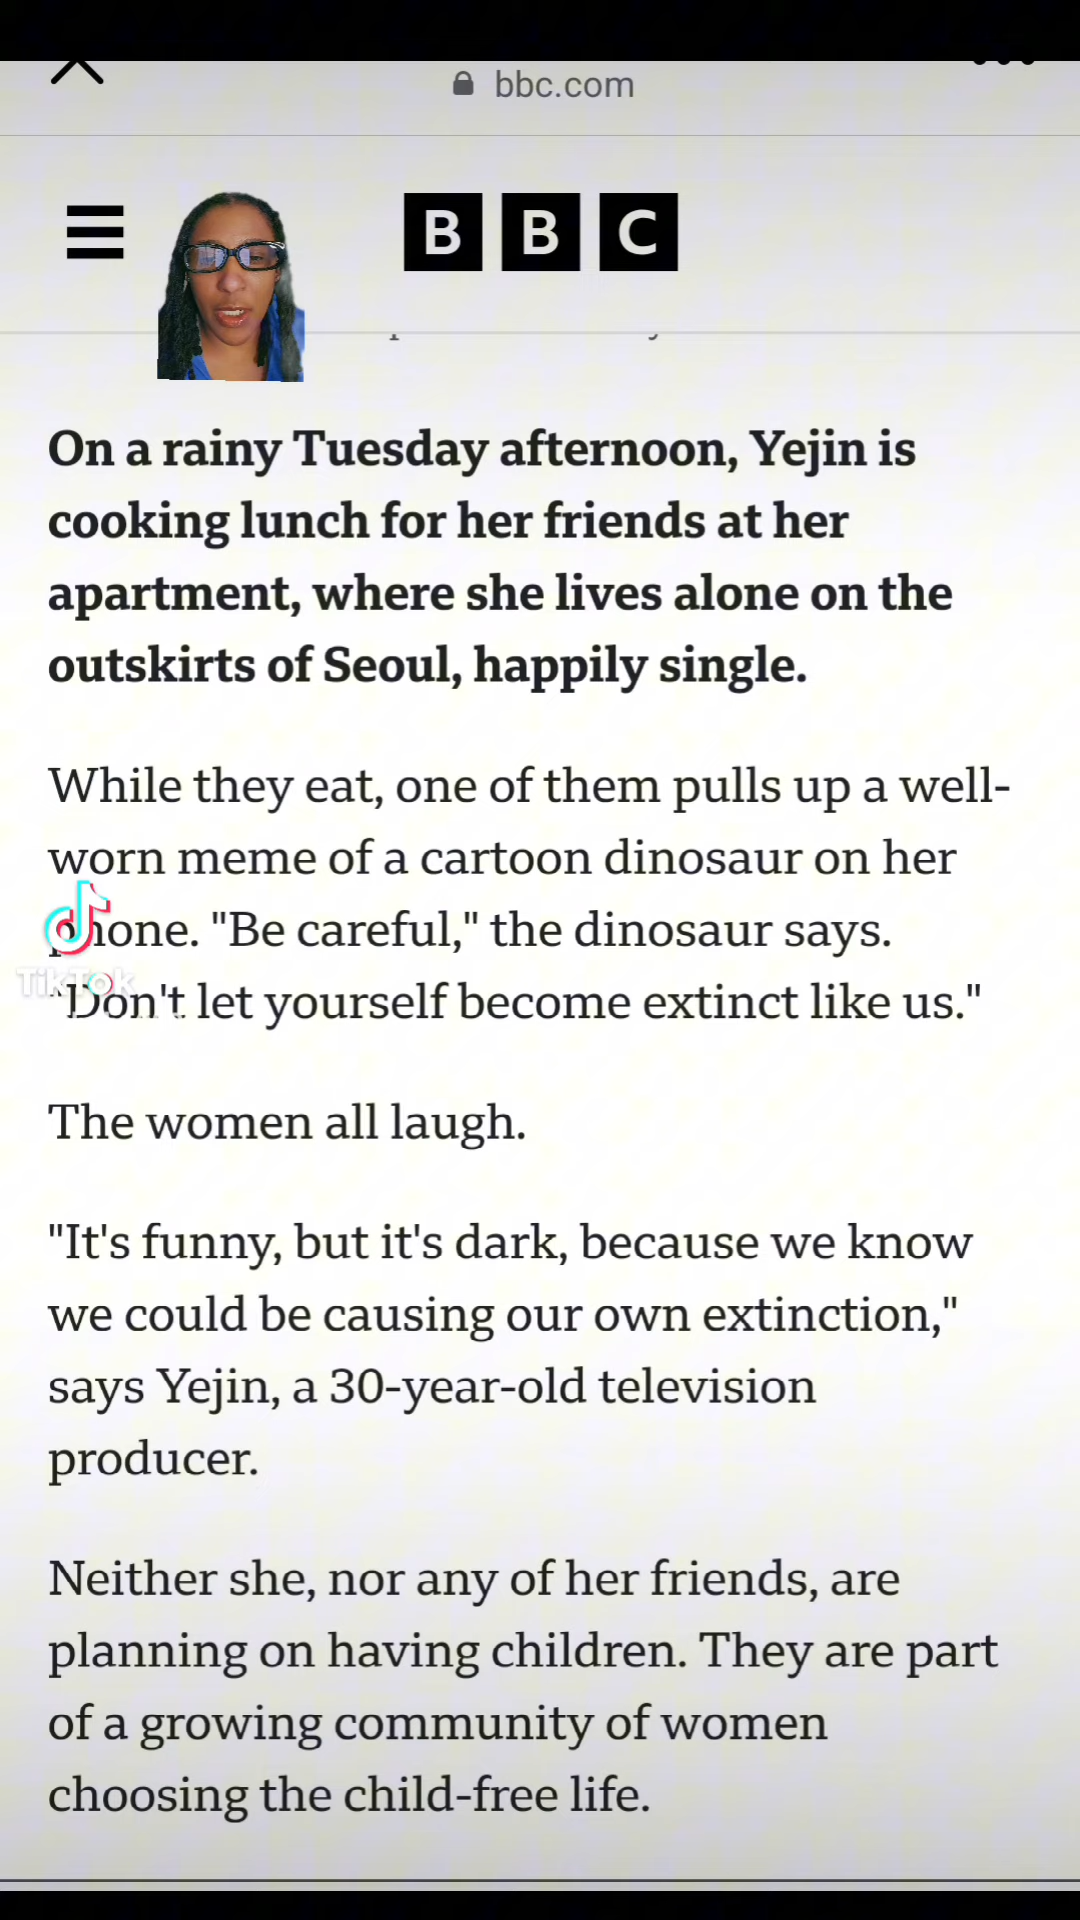 bbc.com
BBC
On a rainy Tuesday afternoon, Yejin is
cooking lunch for her friends at her
apartment, where she lives alone on the
outskirts of Seoul, happily single.
While they eat, one of them pulls up a well-
worn meme of a cartoon dinosaur on her
phone. "Be careful," the dinosaur says.
"Don't let yourself become extinct like us."
TikTok
The women all laugh.
"It's funny, but it's dark, because we know
we could be causing our own extinction,"
says Yejin, a 30-year-old television
producer.
Neither she, nor any of her friends, are
planning on having children. They are part
of a growing community of women
choosing the child-free life.